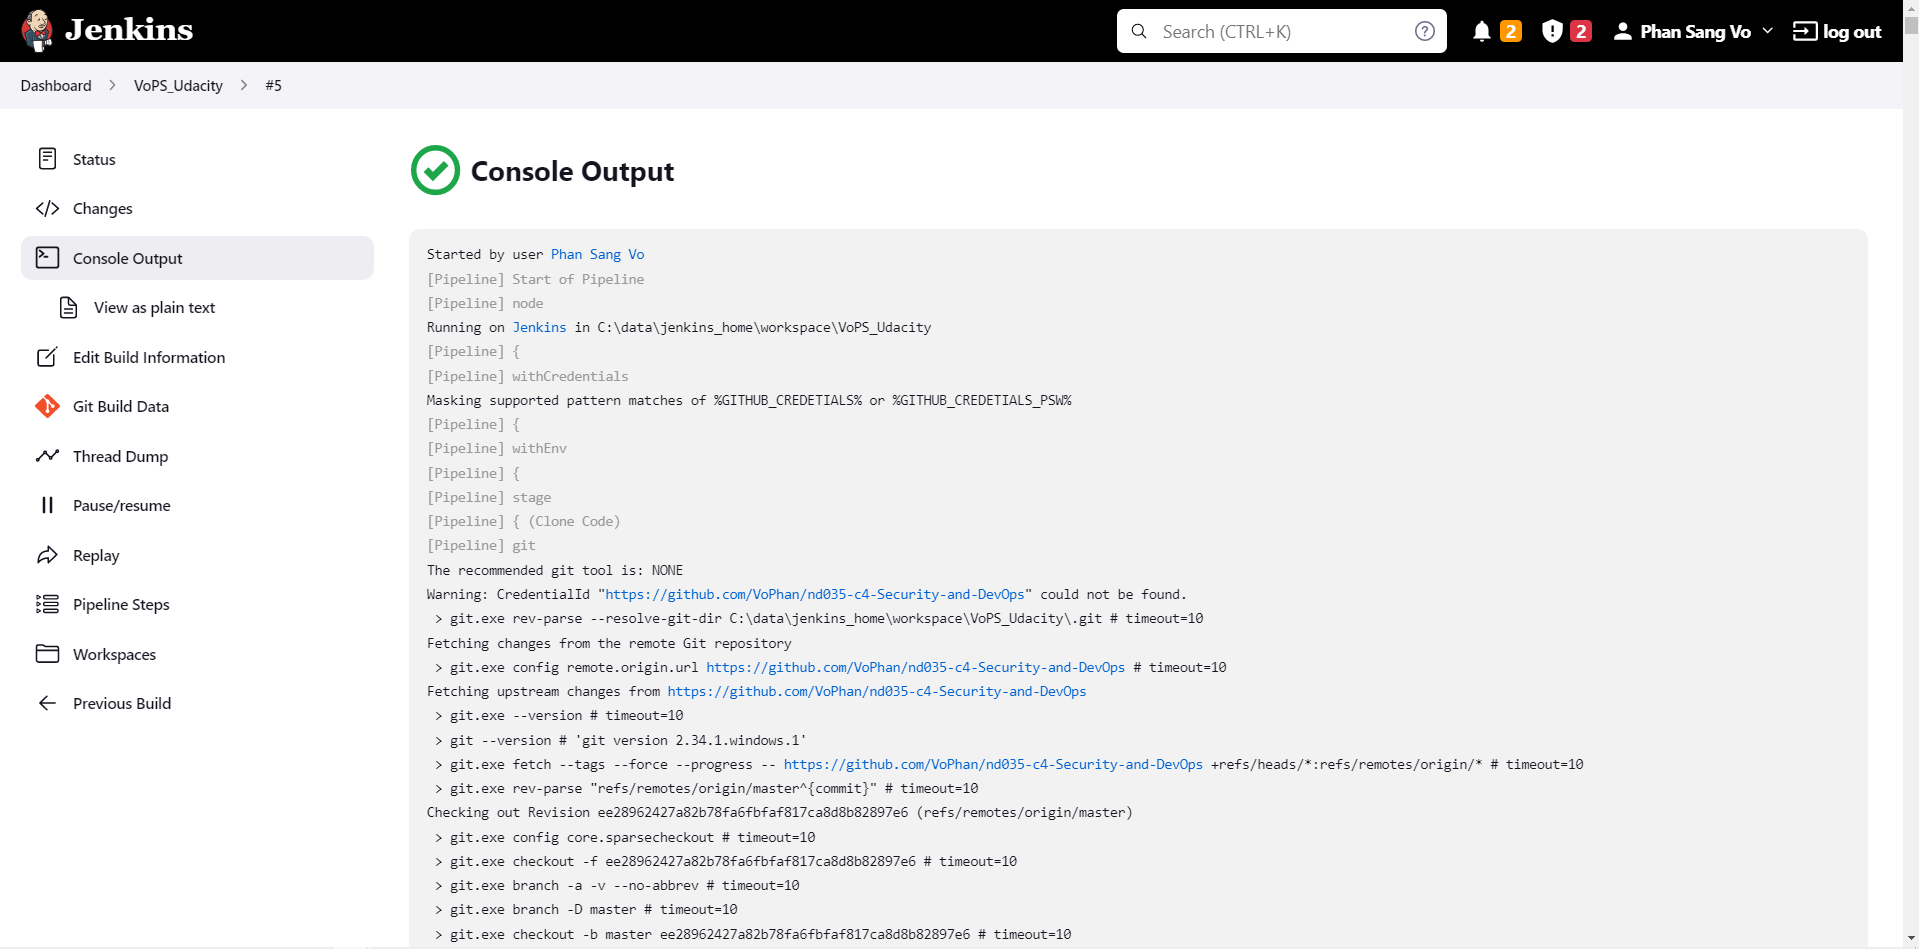 Jenkins
Search (CTRL+K)
2
2
Phan Sang Vo
log out
Dashboard
VoPS_Udacity
#5
Status
Changes
Console Output
View as plain text
Edit Build Information
Git Build Data
Thread Dump
Pause/resume
Replay
Pipeline Steps
Workspaces
Previous Build
Console Output
Started by user Phan Sang Vo
[Pipeline] Start of Pipeline
[Pipeline] node
Running on Jenkins in C:\data\jenkins_home\workspace\VoPS_Udacity
[Pipeline] {
[Pipeline] withCredentials
Masking supported pattern matches of %GITHUB_CREDETIALS% or %GITHUB_CREDETIALS_PSW%
[Pipeline] {
[Pipeline] withEnv
[Pipeline] {
[Pipeline] stage
[Pipeline] { (Clone Code)
[Pipeline] git
The recommended git tool is: NONE
Warning: CredentialId "https://github.com/VoPhan/nd035-c4-Security-and-DevOps" could not be found.
> git.exe rev-parse --resolve-git-dir C:\data\jenkins_home\workspace\VoPS_Udacity\.git # timeout=10
Fetching changes from the remote Git repository
> git.exe config remote.origin.url https://github.com/VoPhan/nd035-c4-Security-and-DevOps # timeout=10
Fetching upstream changes from https://github.com/VoPhan/nd035-c4-Security-and-DevOps
> git.exe --version # timeout=10
> git --version # 'git version 2.34.1.windows.1'
> git.exe fetch --tags --force --progress -- https://github.com/VoPhan/nd035-c4-Security-and-DevOps +refs/heads/*:refs/remotes/origin/* # timeout=10
> git.exe rev-parse "refs/remotes/origin/master^{commit}" # timeout=10
Checking out Revision ee28962427a82b78fa6fbfaf817ca8d8b82897e6 (refs/remotes/origin/master)
> git.exe config core.sparsecheckout # timeout=10
> git.exe checkout -f ee28962427a82b78fa6fbfaf817ca8d8b82897e6 # timeout=10
> git.exe branch -a -v --no-abbrev # timeout=10
> git.exe branch -D master # timeout=10
> git.exe checkout -b master ee28962427a82b78fa6fbfaf817ca8d8b82897e6 # timeout=10